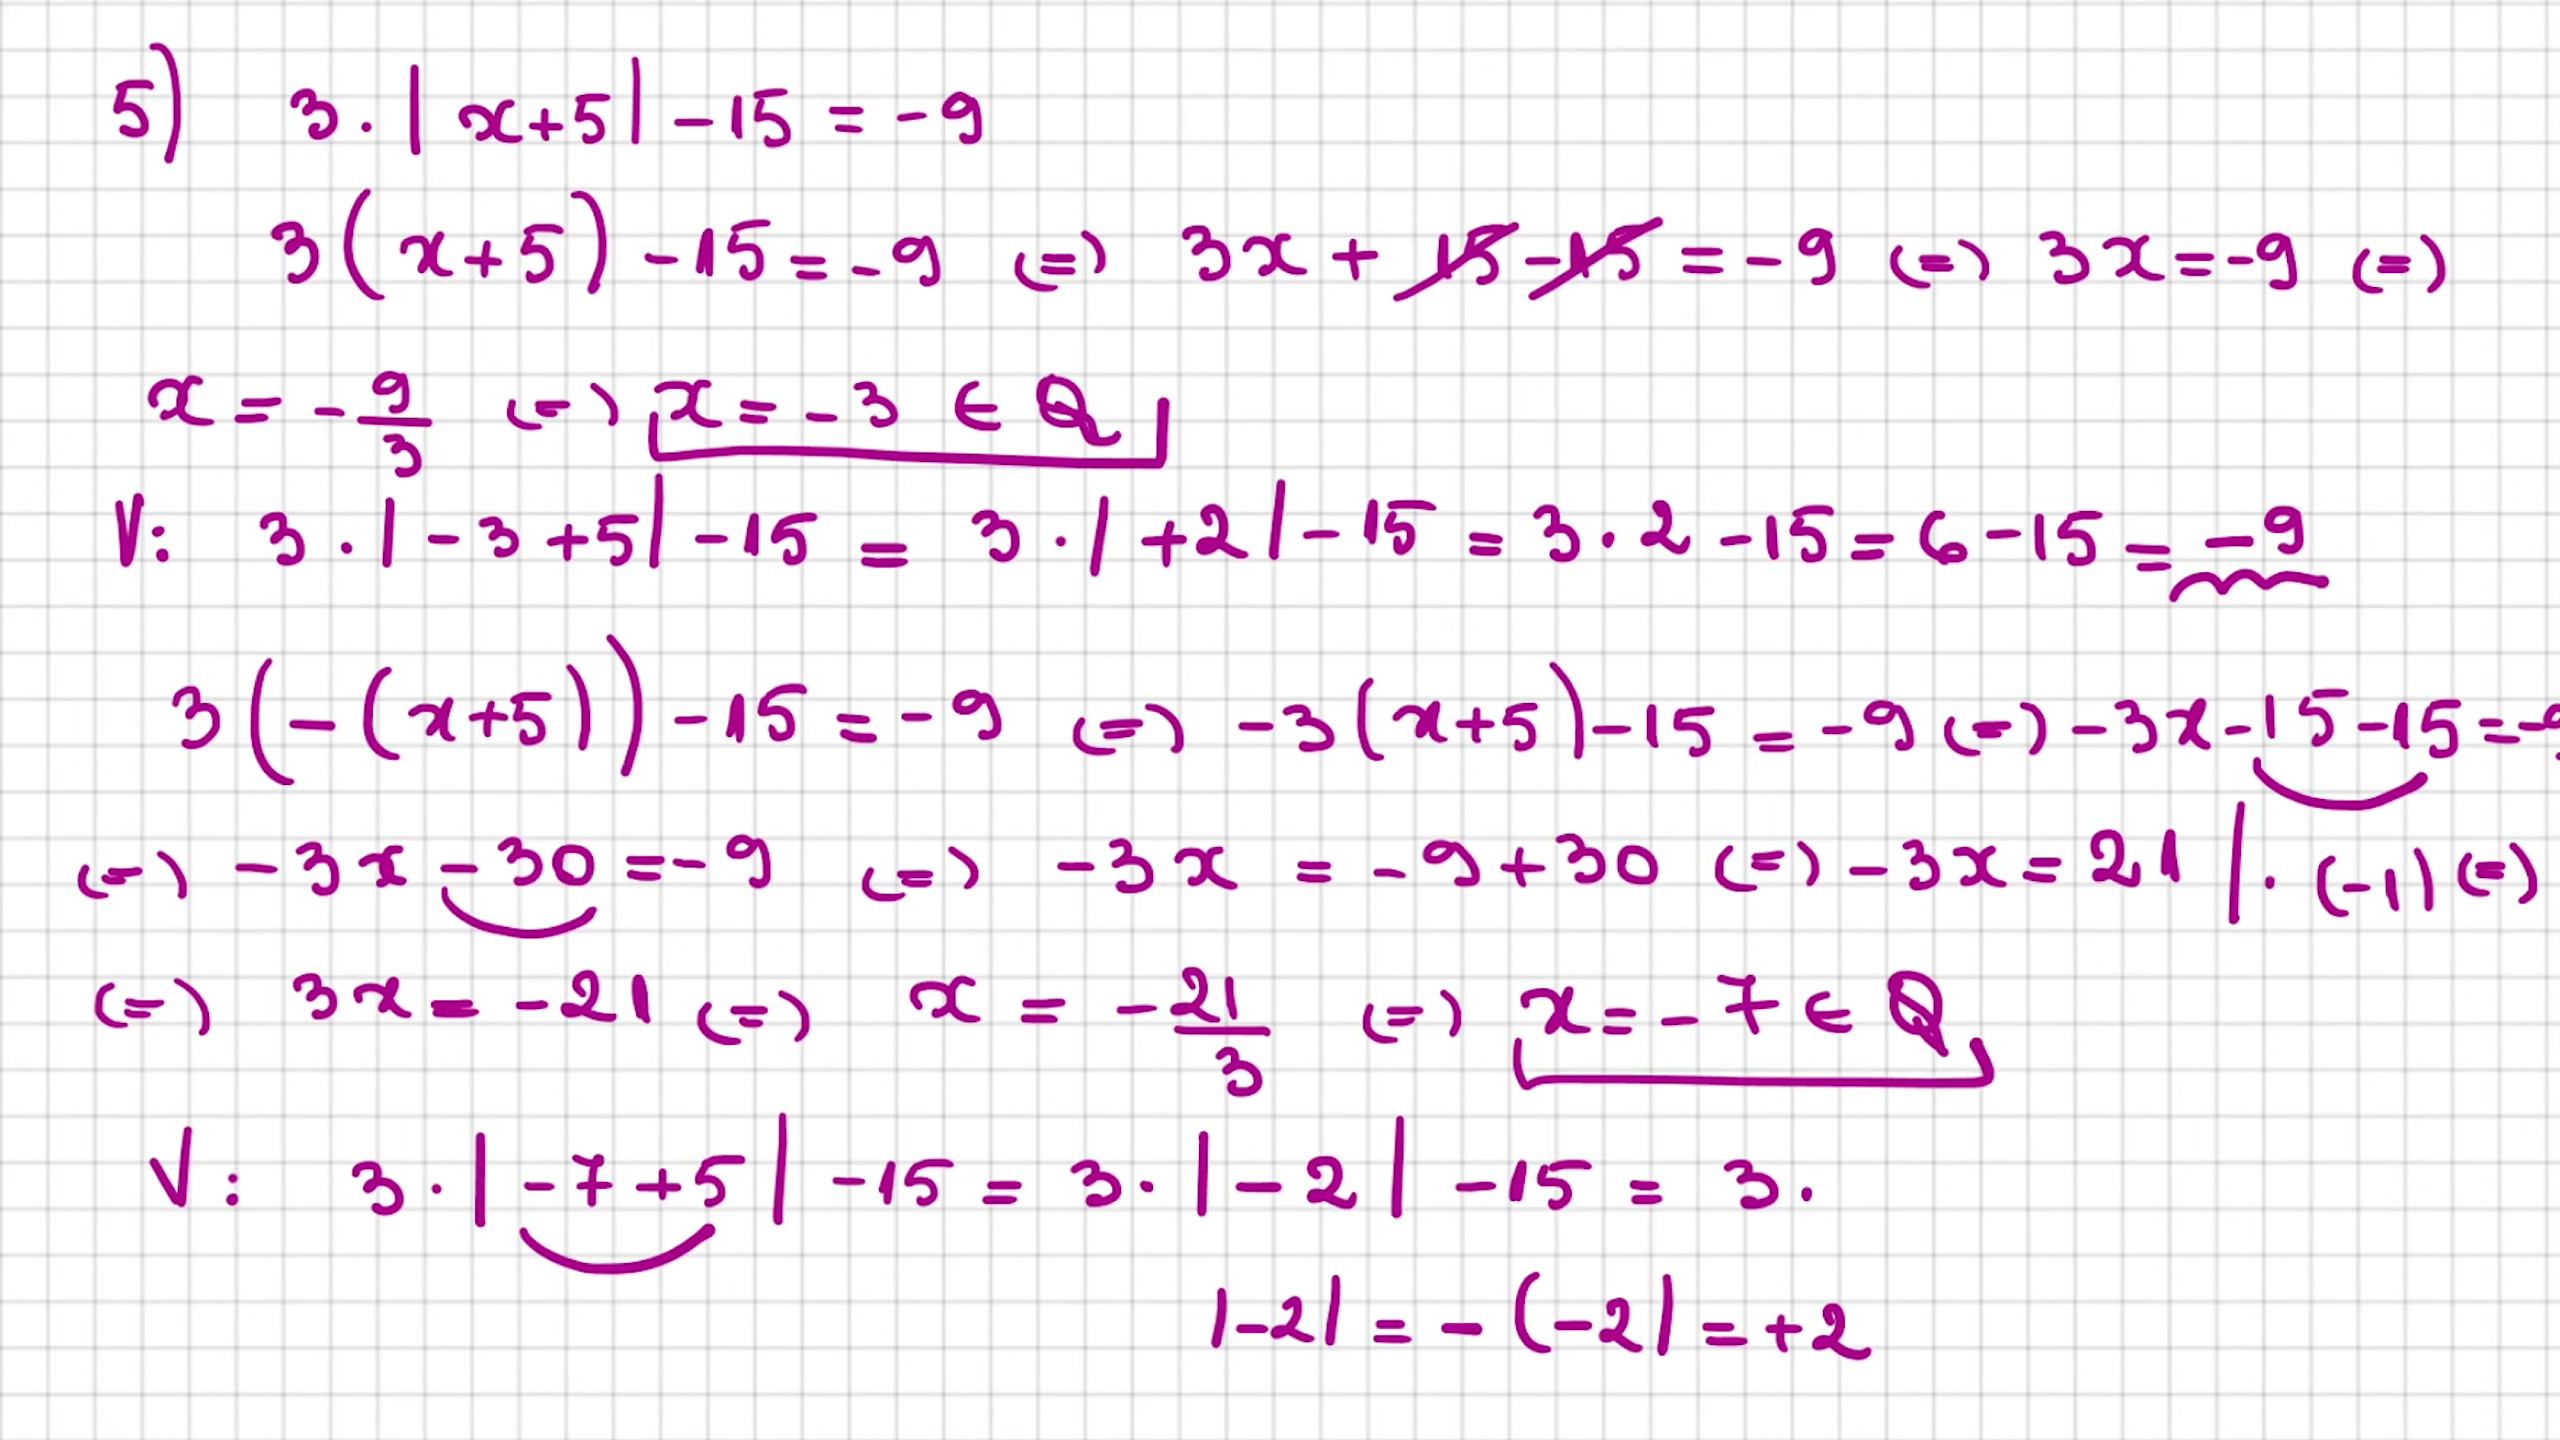 5) 3·|x+5|-15=-9
3(x+5)-15=-9 (=) 3x+15-15=-9 (=) 3x=-9 (=)
x=-9/3 (=) x=-3∈Q
V: 3·|-3+5|-15=3·|+2|-15=3·2-15=6-15=-9
3(-(x+5))-15=-9 (=) -3(x+5)-15=-9 (=) -3x-15-15=-9
(=) -3x-30=-9 (=) -3x=-9+30 (=) -3x=21 |·(-1) (=)
(=) 3x=-21 (=) x=-21/3 (=) x=-7∈Q
V: 3·|-7+5|-15=3·|-2|-15=3·
|-2|=-(-2|=+2